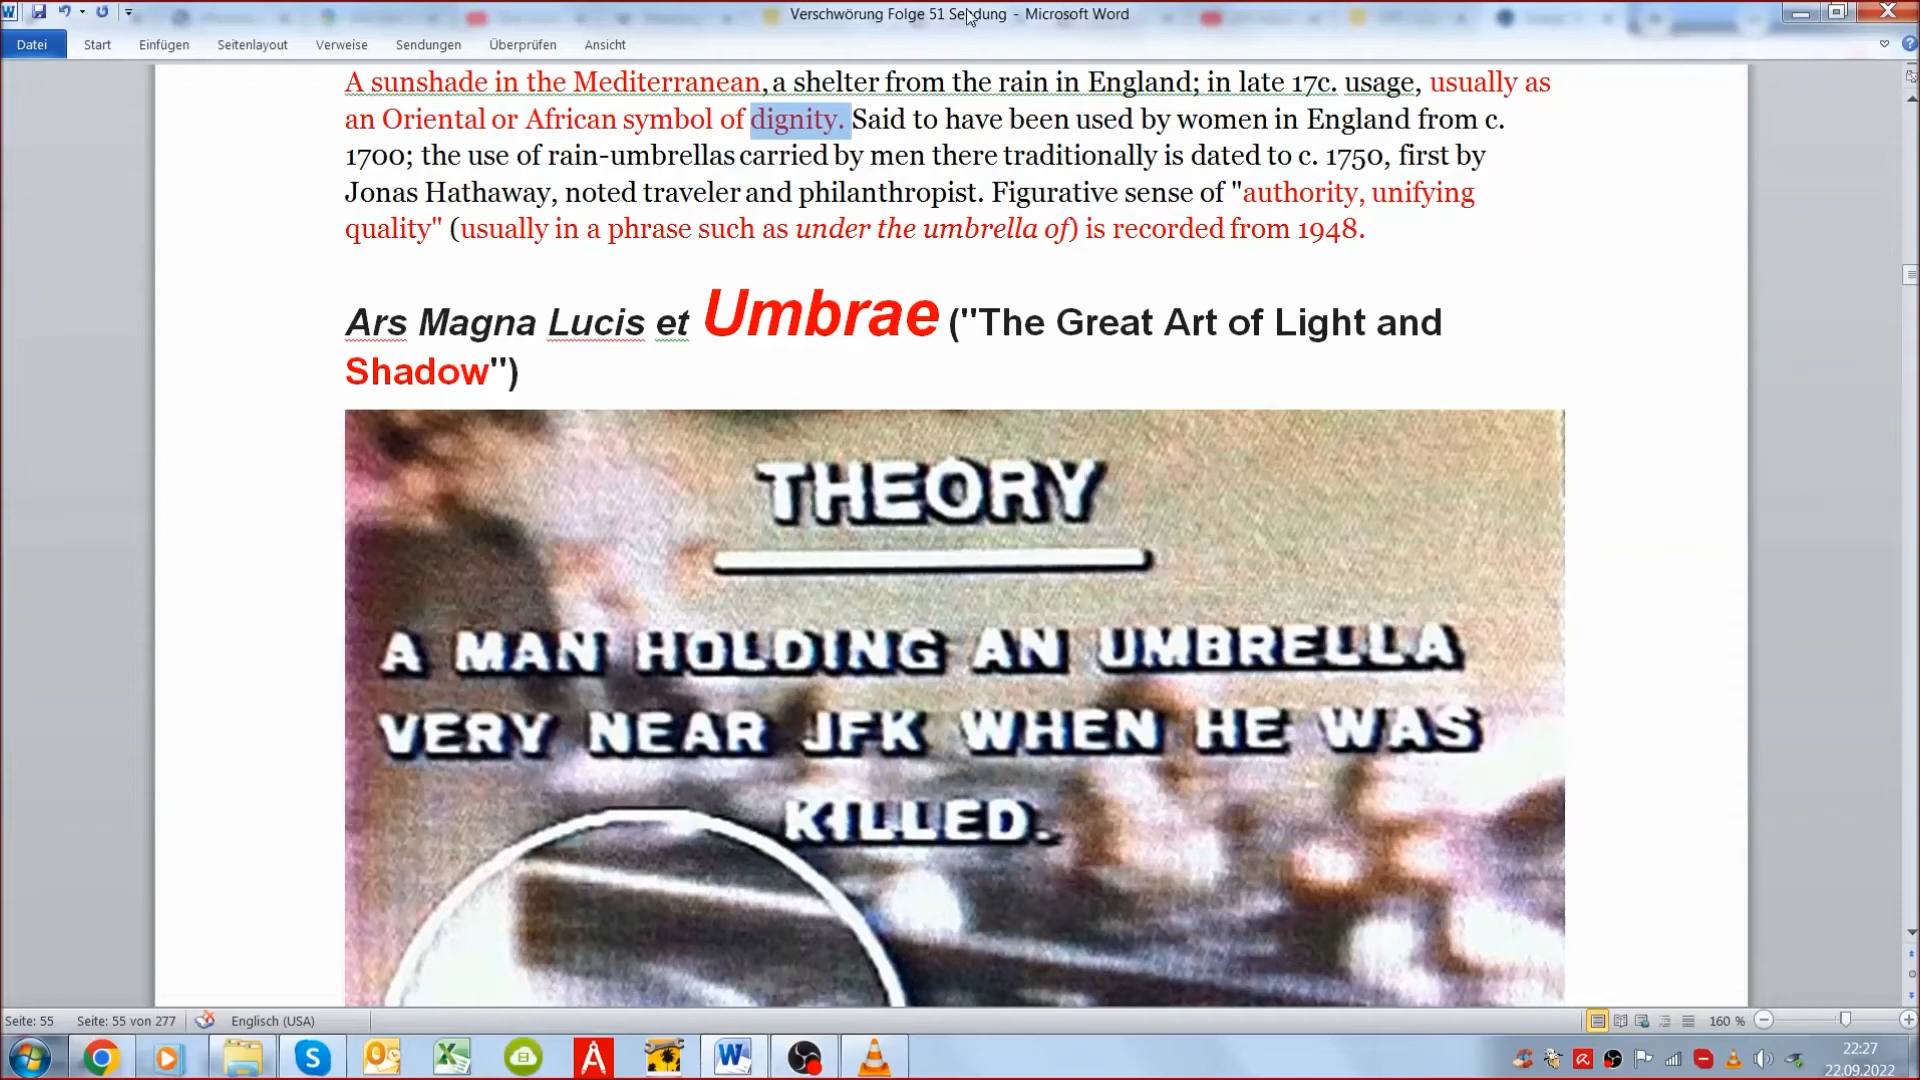 Verschwörung Folge 51 Sendung - Microsoft Word
Datei Start Einfügen Seitenlayout Verweise Sendungen Überprüfen Ansicht
A sunshade in the Mediterranean, a shelter from the rain in England; in late 17c. usage, usually as
an Oriental or African symbol of dignity. Said to have been used by women in England from c.
1700; the use of rain-umbrellas carried by men there traditionally is dated to c. 1750, first by
Jonas Hathaway, noted traveler and philanthropist. Figurative sense of "authority, unifying
quality" (usually in a phrase such as under the umbrella of) is recorded from 1948.
Ars Magna Lucis et Umbrae ("The Great Art of Light and
Shadow")
THEORY
A MAN HOLDING AN UMBRELLA
VERY NEAR JFK WHEN HE WAS
KILLED.
Seite: 55 Seite: 55 von 277 Englisch (USA) 160 %
22:27
22.09.2022